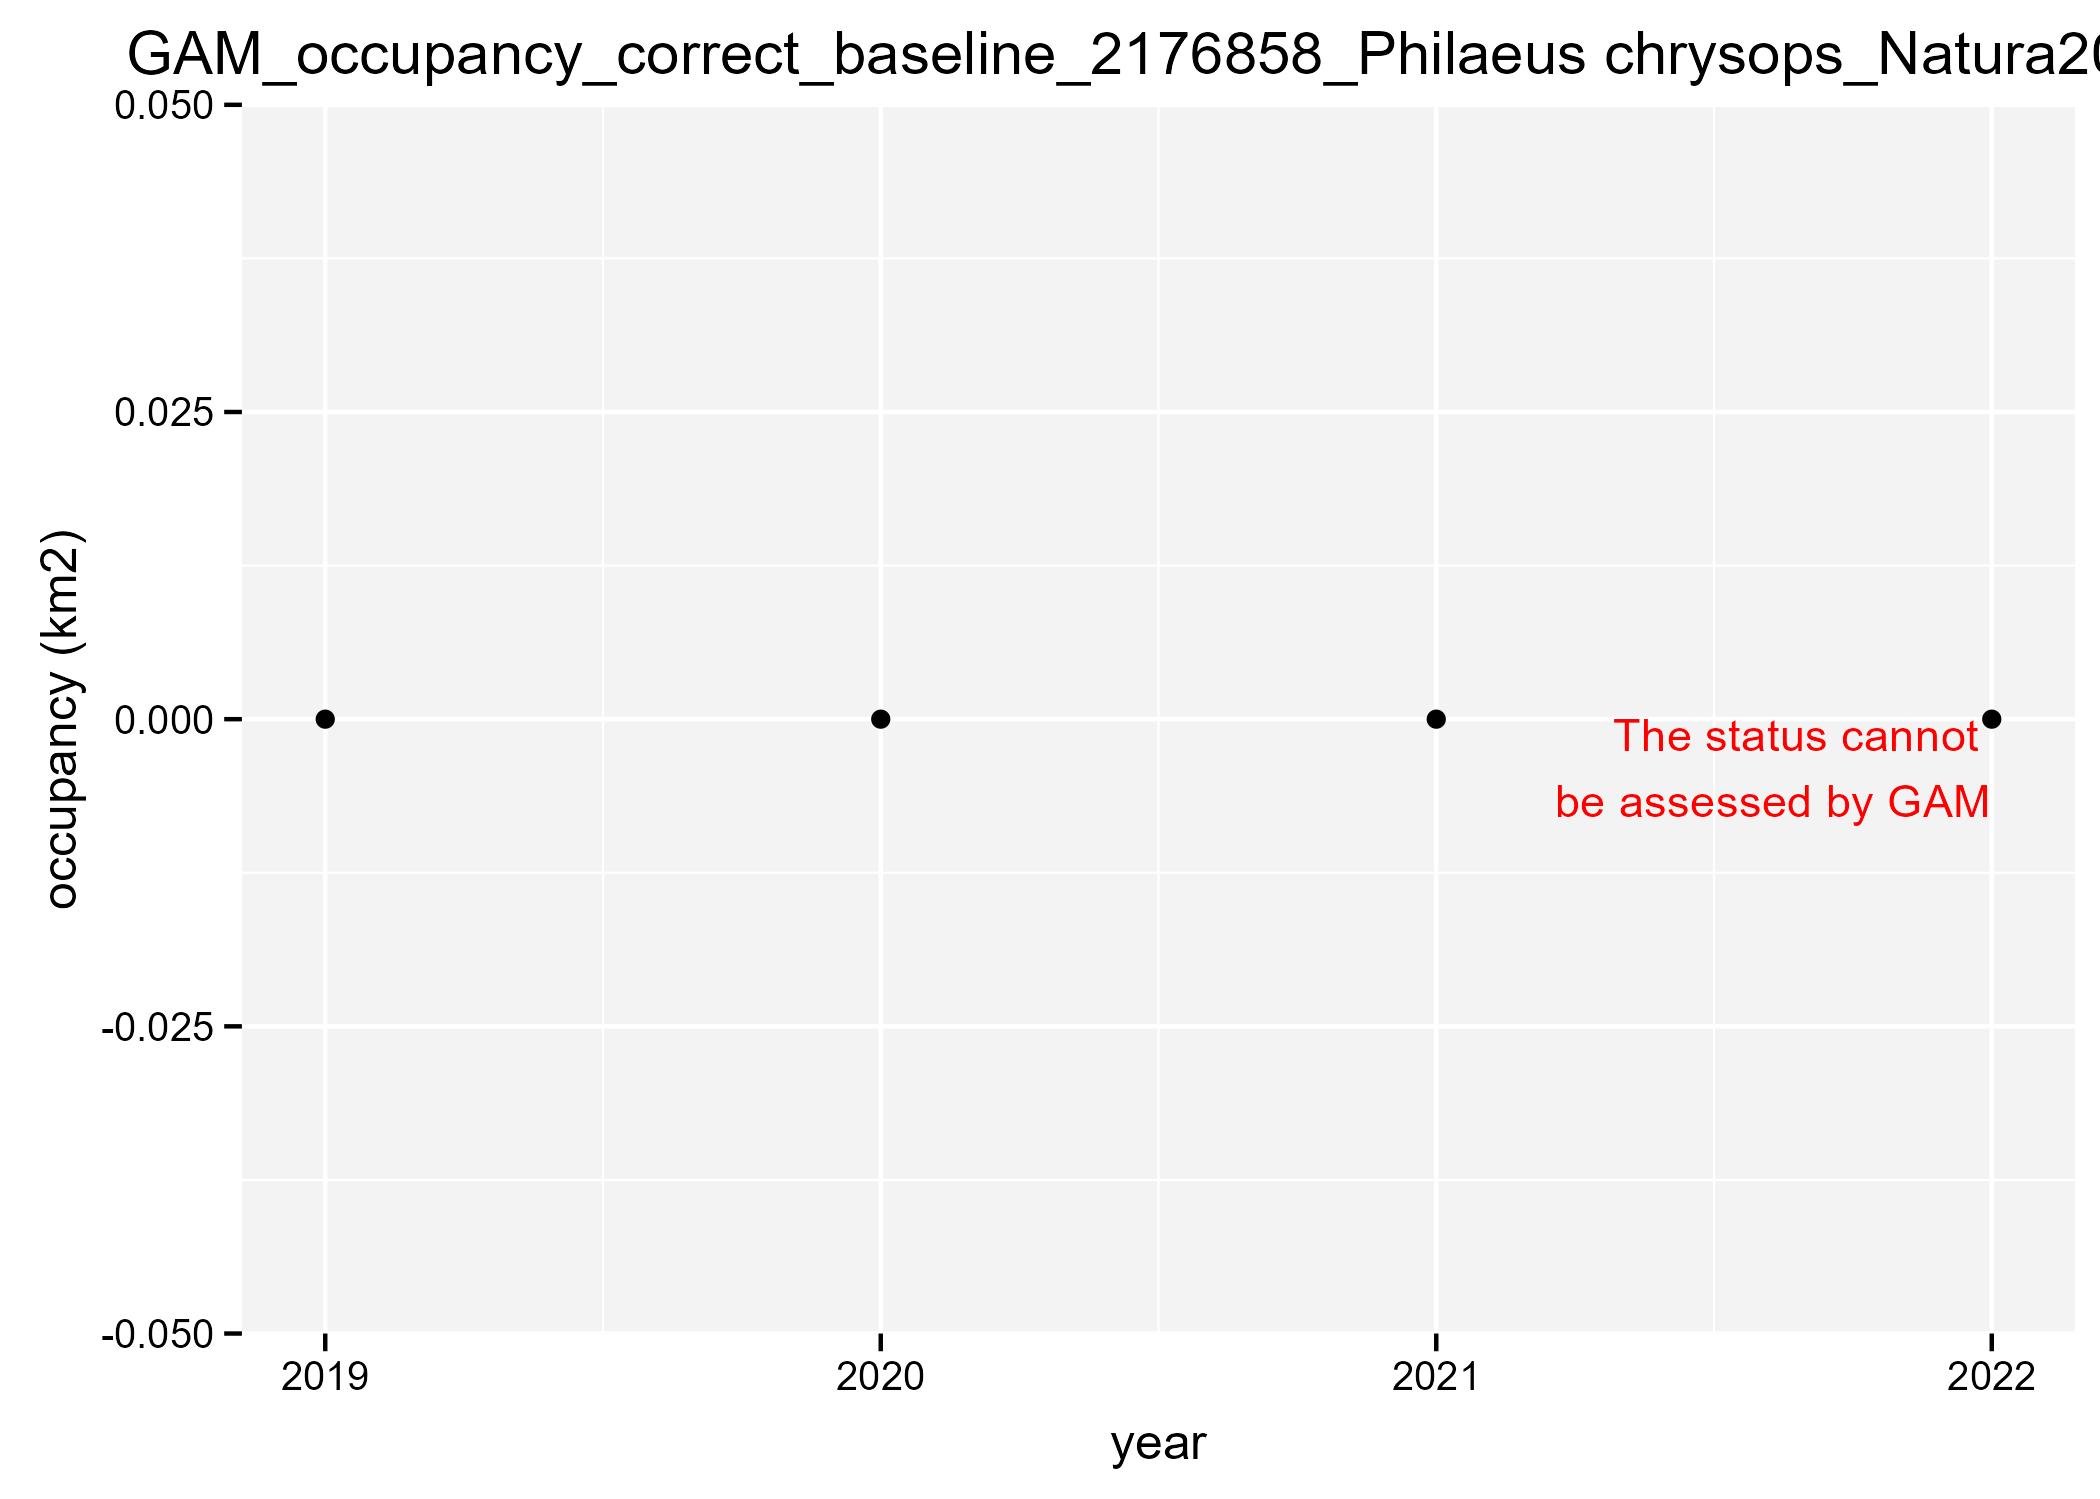 GAM_occupancy_correct_baseline_2176858_Philaeus chrysops_Natura20
0.050
0.025
0.000
-0.025
-0.050
occupancy (km2)
The status cannot
be assessed by GAM
2019 2020 2021 2022
year